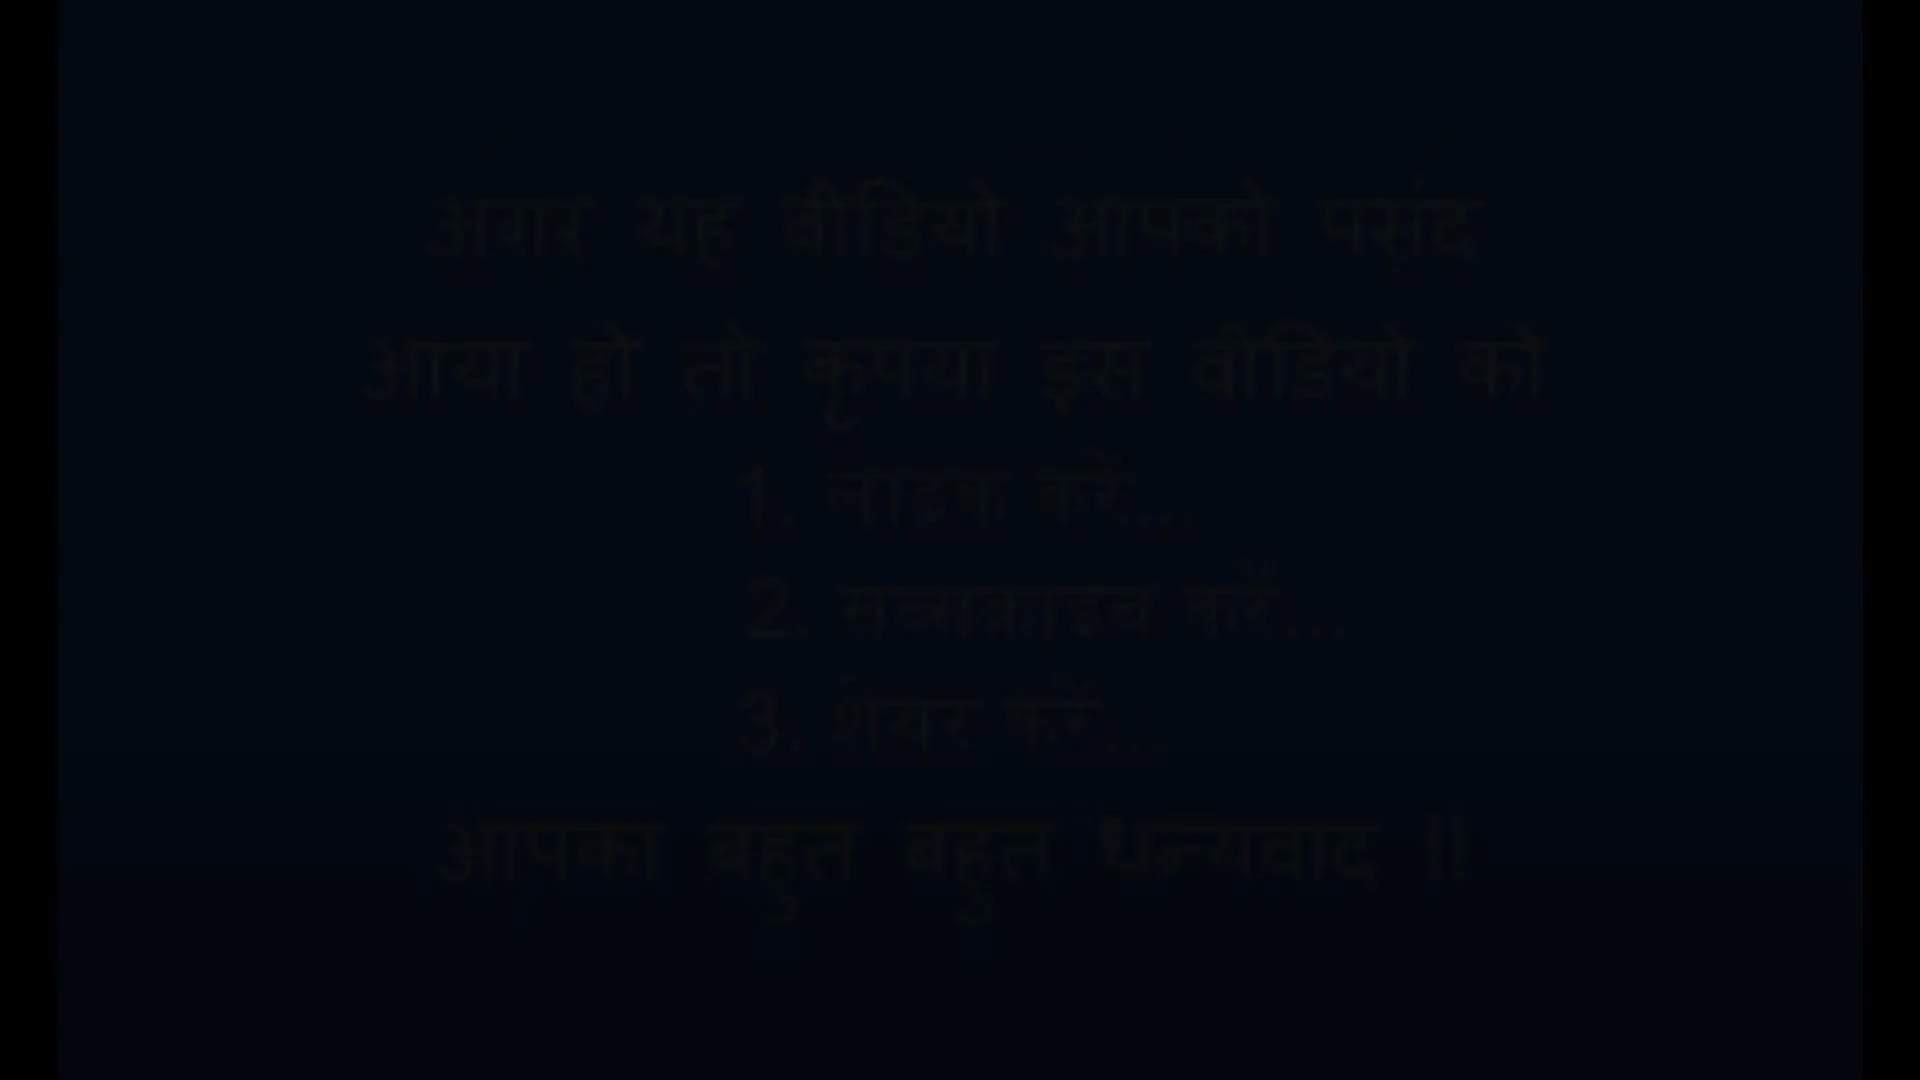 अगर यह वीडियो आपको पसंद
आया हो तो कृपया इस वीडियो को
1. लाइक करें...
2. सब्सक्राइब करें...
3. शेयर करें...
आपका बहुत बहुत धन्यवाद !!